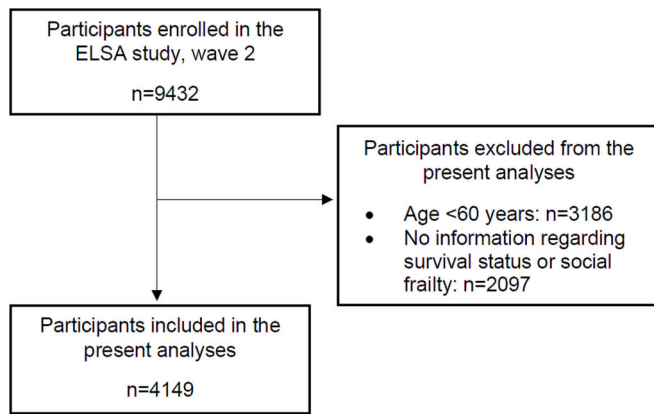 Participants enrolled in the
ELSA study, wave 2
n=9432
Participants excluded from the
present analyses
• Age <60 years: n=3186
• No information regarding
survival status or social
frailty: n=2097
Participants included in the
present analyses
n=4149